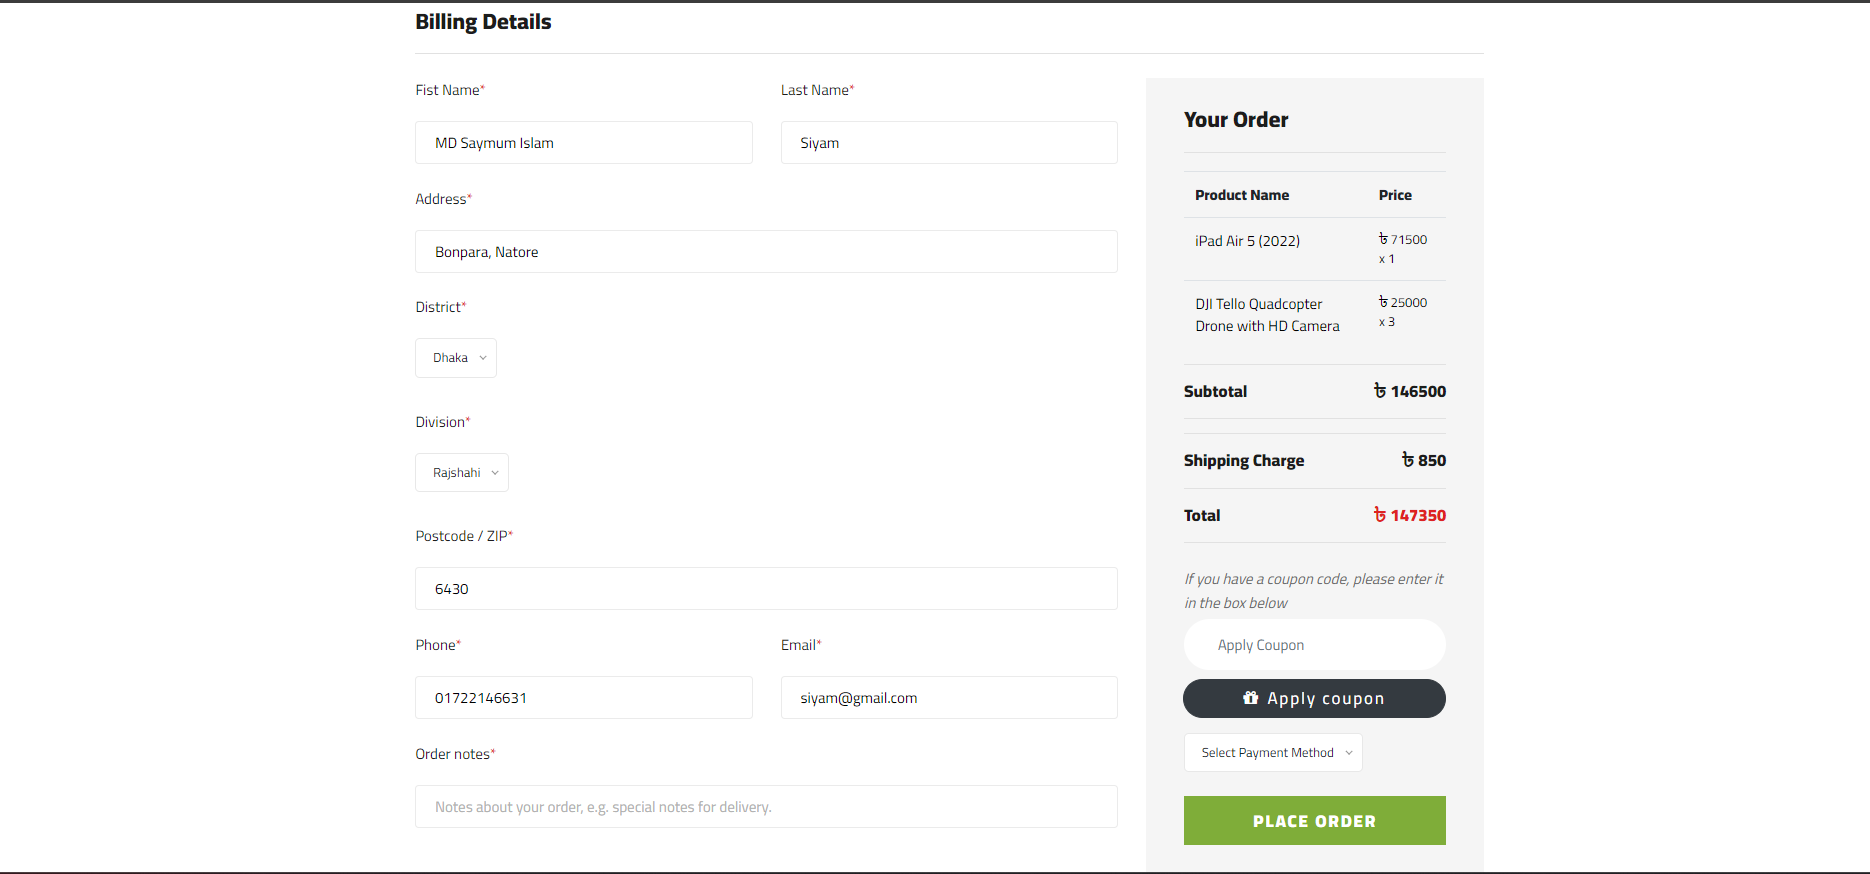 Billing Details
Fist Name*
Last Name*
MD Saymum Islam
Siyam
Address*
Bonpara, Natore
District*
Dhaka
Division*
Rajshahi
Postcode / ZIP*
6430
Phone*
Email*
01722146631
siyam@gmail.com
Order notes*
Notes about your order, e.g. special notes for delivery.
Your Order
Product Name Price
iPad Air 5 (2022) ৳ 71500
x 1
DJI Tello Quadcopter ৳ 25000
Drone with HD Camera x 3
Subtotal ৳ 146500
Shipping Charge ৳ 850
Total ৳ 147350
If you have a coupon code, please enter it
in the box below
Apply Coupon
Apply coupon
Select Payment Method
PLACE ORDER